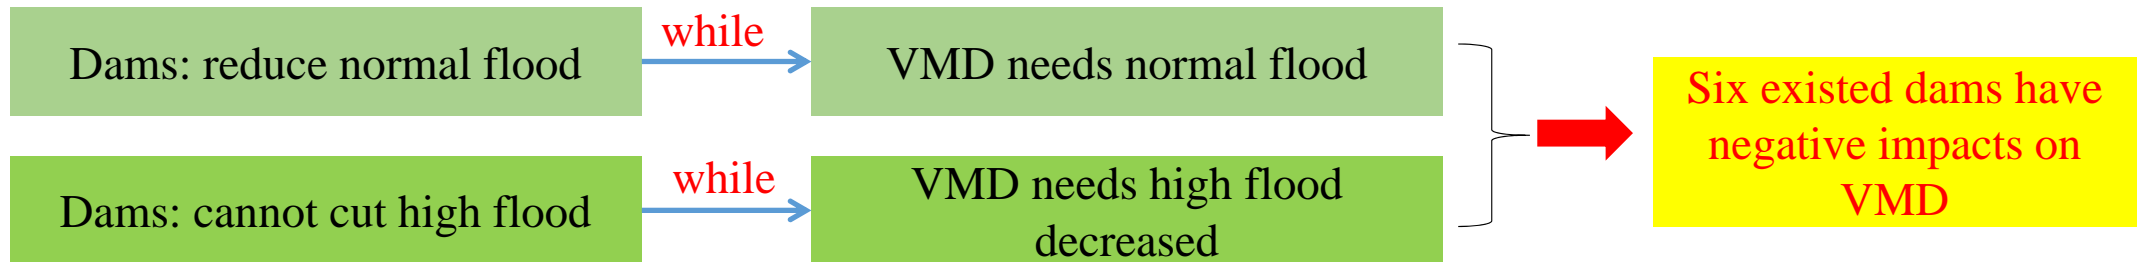 Dams: reduce normal flood
while
VMD needs normal flood
Dams: cannot cut high flood
while
VMD needs high flood
decreased
Six existed dams have
negative impacts on
VMD